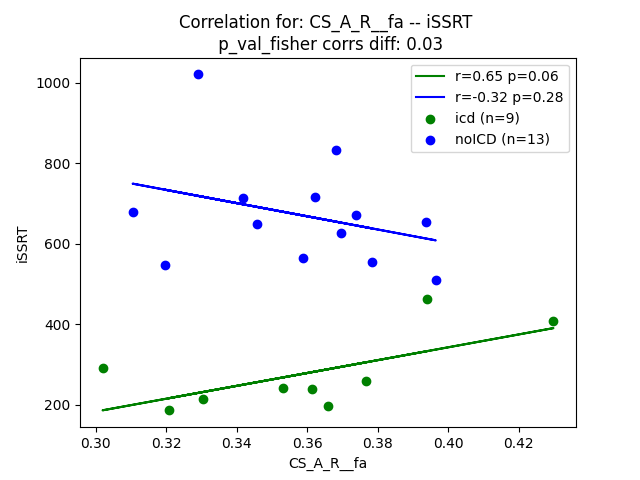 Correlation for: CS_A_R__fa -- iSSRT
p_val_fisher corrs diff: 0.03
r=0.65 p=0.06
r=-0.32 p=0.28
icd (n=9)
noICD (n=13)
1000
800
600
400
200
iSSRT
0.30 0.32 0.34 0.36 0.38 0.40 0.42
CS_A_R__fa